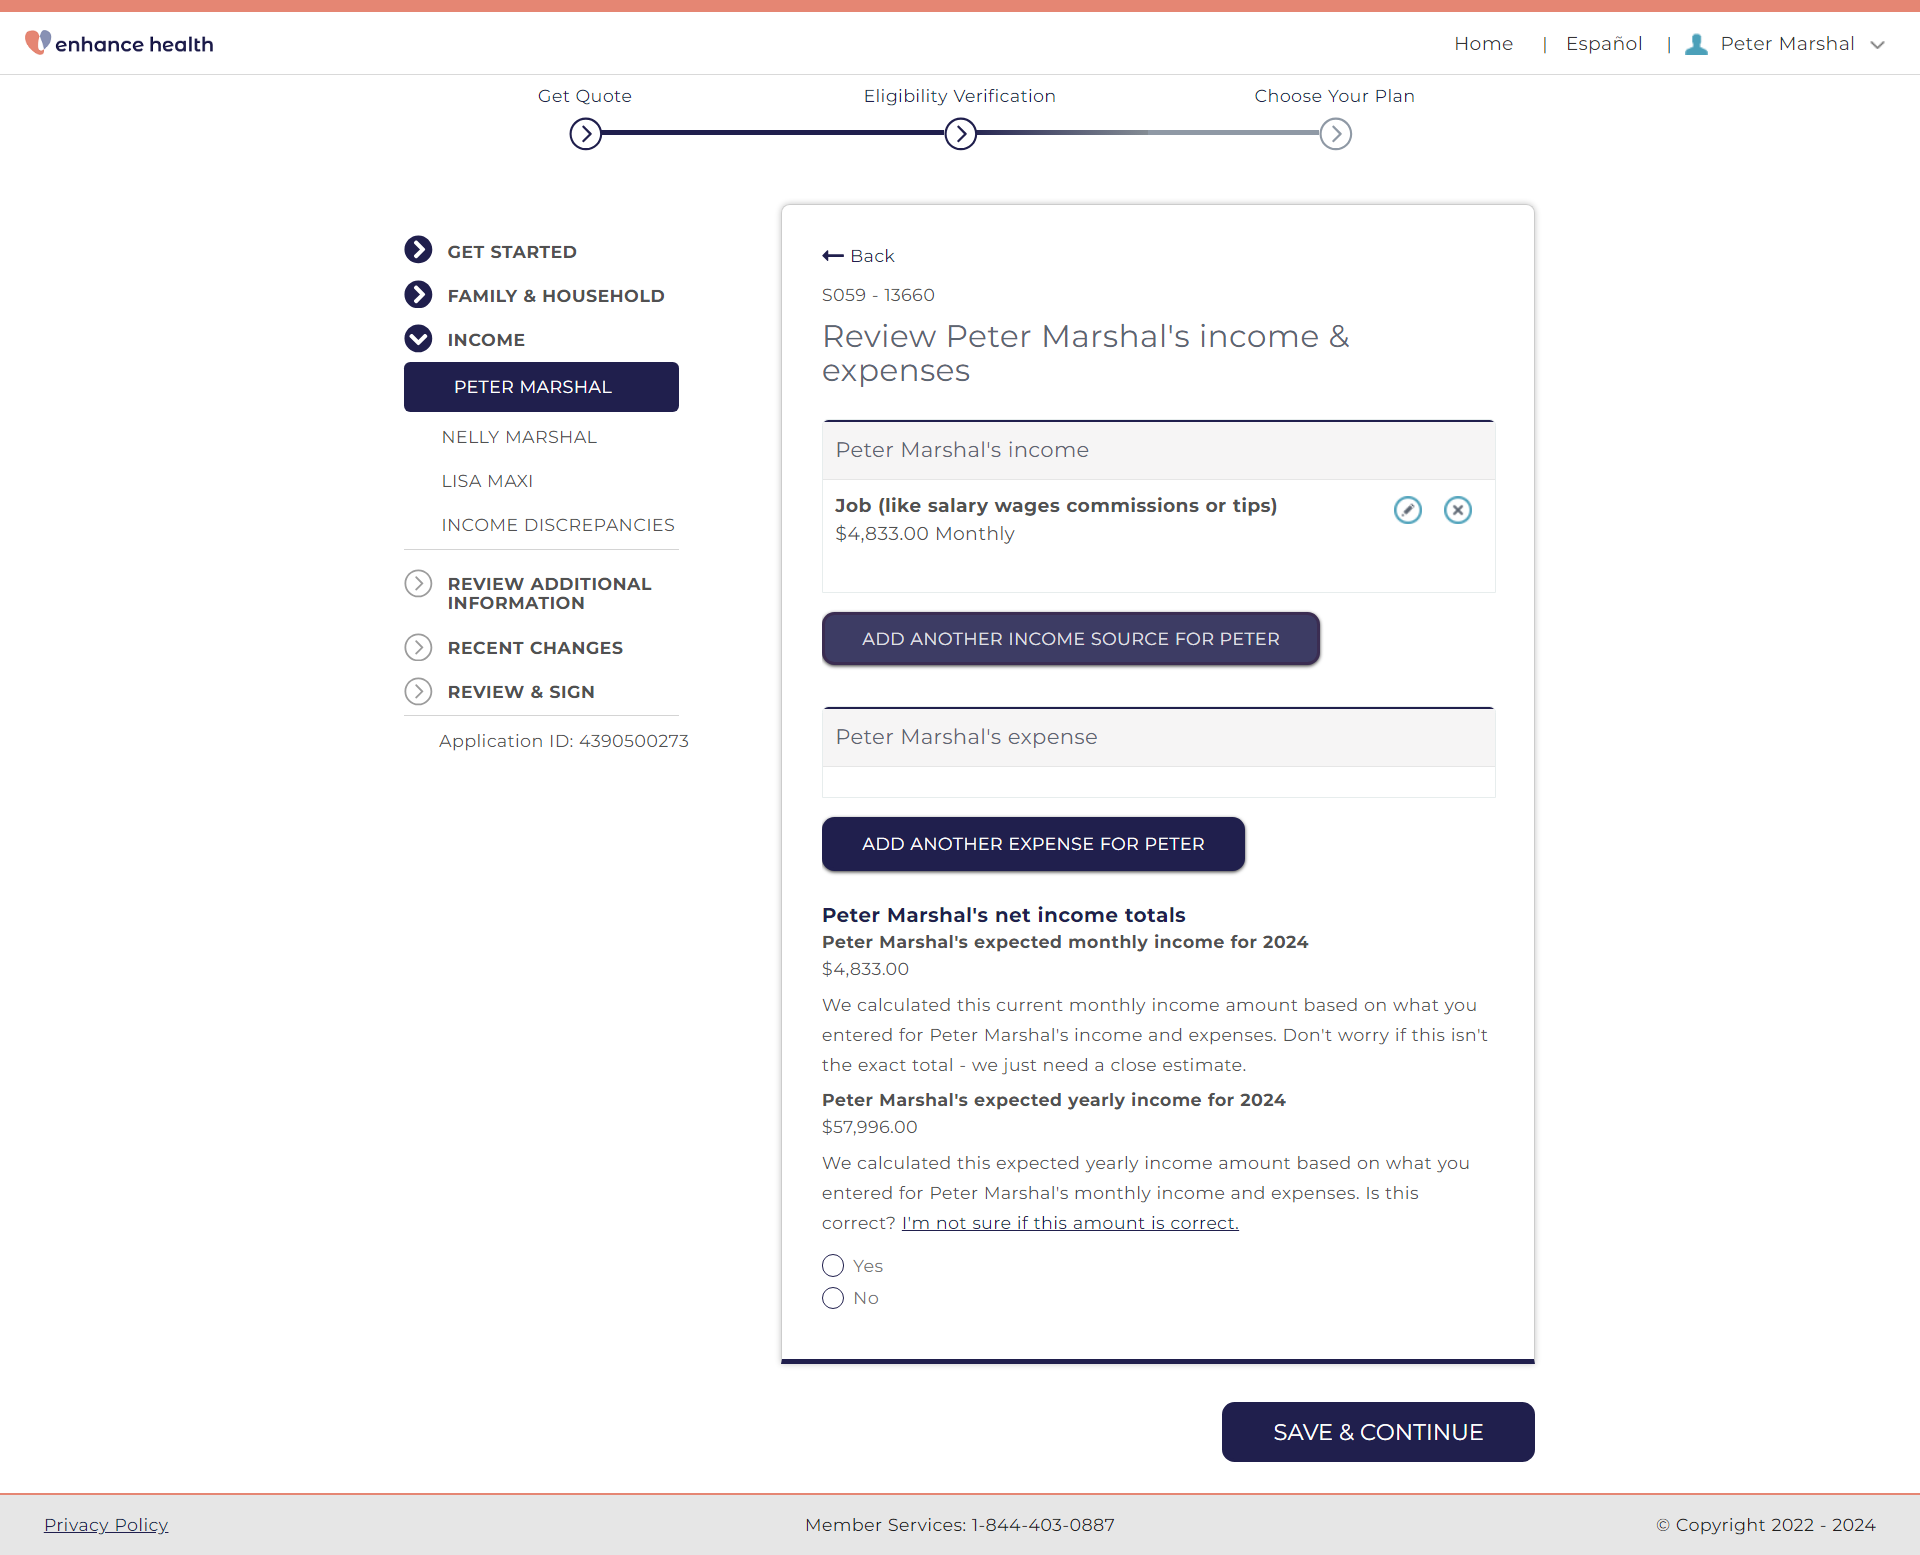 enhance health
Home | Español | Peter Marshal
Get Quote
Eligibility Verification
Choose Your Plan
GET STARTED
FAMILY & HOUSEHOLD
INCOME
PETER MARSHAL
NELLY MARSHAL
LISA MAXI
INCOME DISCREPANCIES
REVIEW ADDITIONAL
INFORMATION
RECENT CHANGES
REVIEW & SIGN
Application ID: 4390500273
Back
S059 - 13660
Review Peter Marshal's income &
expenses
Peter Marshal's income
Job (like salary wages commissions or tips)
$4,833.00 Monthly
ADD ANOTHER INCOME SOURCE FOR PETER
Peter Marshal's expense
ADD ANOTHER EXPENSE FOR PETER
Peter Marshal's net income totals
Peter Marshal's expected monthly income for 2024
$4,833.00
We calculated this current monthly income amount based on what you
entered for Peter Marshal's income and expenses. Don't worry if this isn't
the exact total - we just need a close estimate.
Peter Marshal's expected yearly income for 2024
$57,996.00
We calculated this expected yearly income amount based on what you
entered for Peter Marshal's monthly income and expenses. Is this
correct? I'm not sure if this amount is correct.
Yes
No
SAVE & CONTINUE
Privacy Policy
Member Services: 1-844-403-0887
© Copyright 2022 - 2024